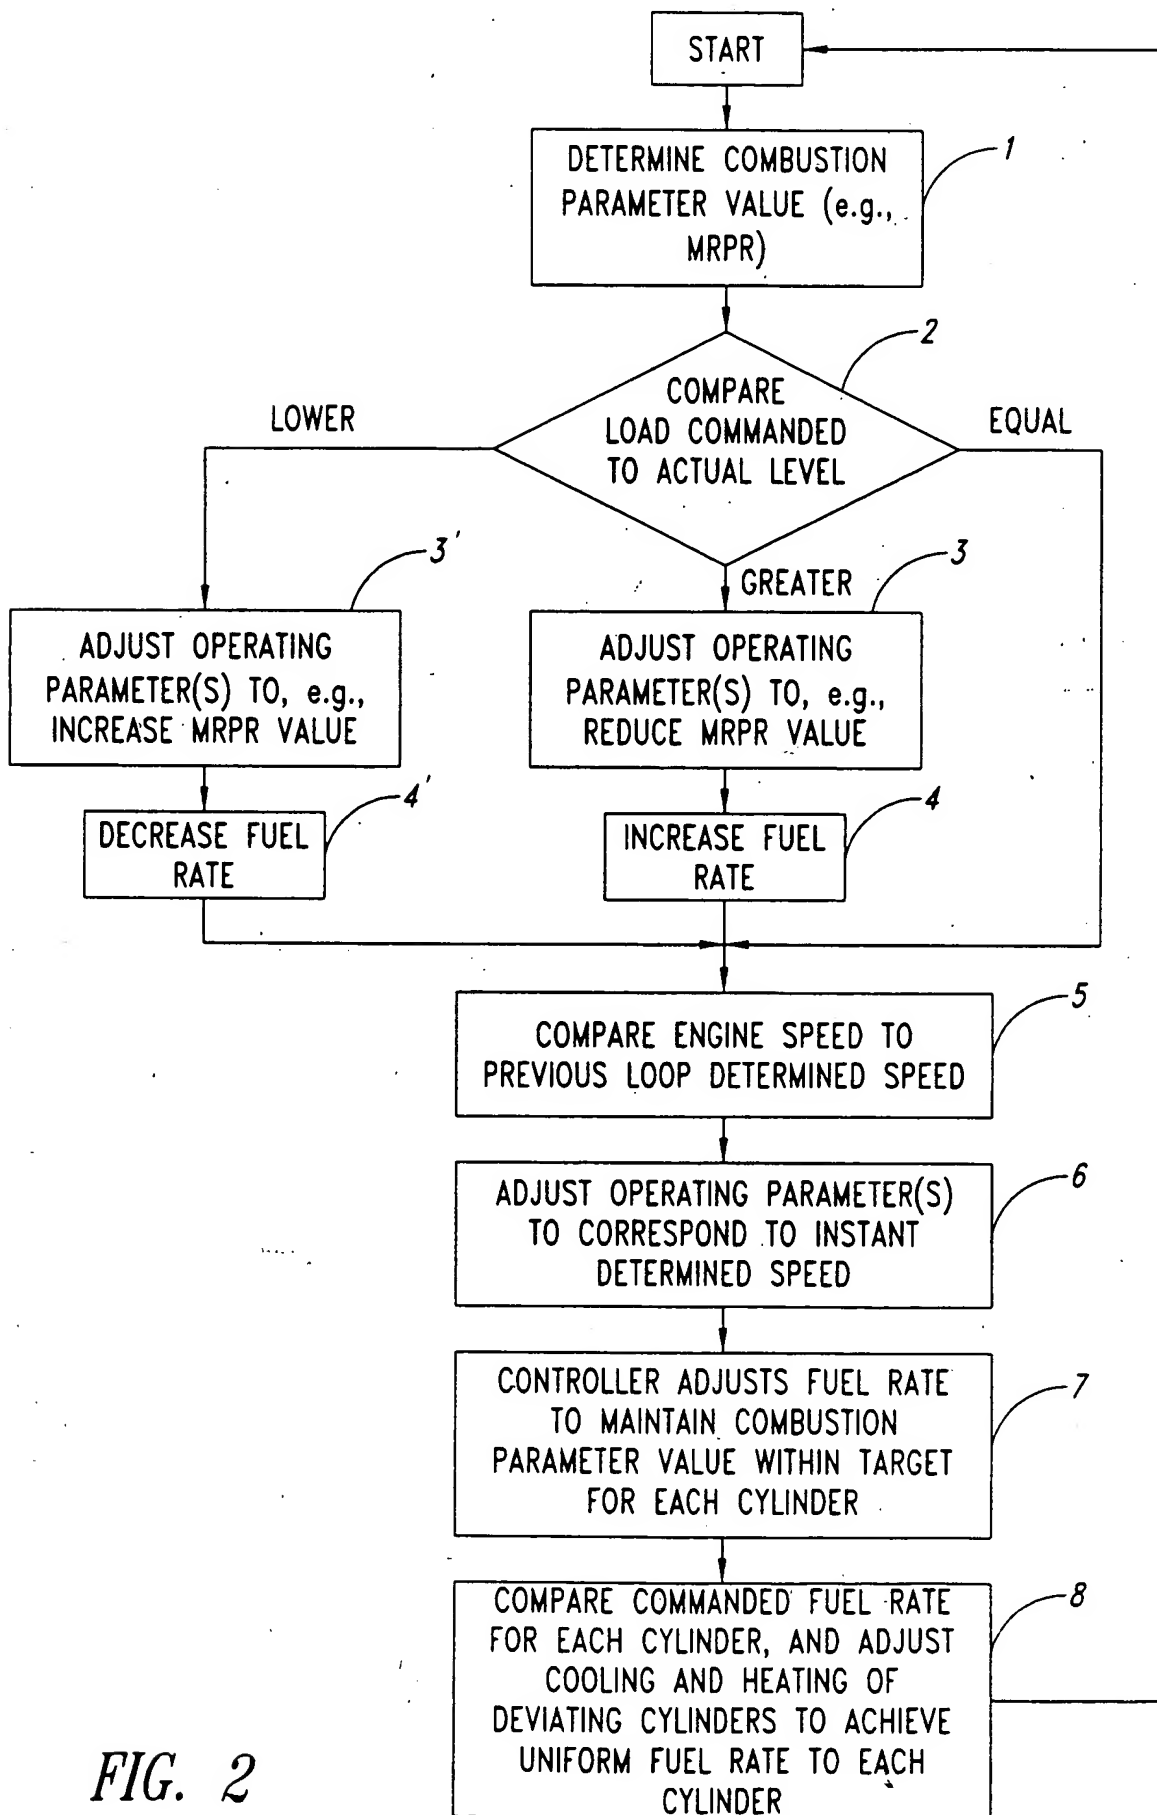 START
DETERMINE COMBUSTION
PARAMETER VALUE (e.g.,
MRPR)
1
COMPARE
LOAD COMMANDED
TO ACTUAL LEVEL
2
LOWER
EQUAL
GREATER
3'
ADJUST OPERATING
PARAMETER(S) TO, e.g.,
INCREASE MRPR VALUE
3
ADJUST OPERATING
PARAMETER(S) TO, e.g.,
REDUCE MRPR VALUE
4'
DECREASE FUEL
RATE
4
INCREASE FUEL
RATE
5
COMPARE ENGINE SPEED TO
PREVIOUS LOOP DETERMINED SPEED
6
ADJUST OPERATING PARAMETER(S)
TO CORRESPOND TO INSTANT
DETERMINED SPEED
7
CONTROLLER ADJUSTS FUEL RATE
TO MAINTAIN COMBUSTION
PARAMETER VALUE WITHIN TARGET
FOR EACH CYLINDER
8
COMPARE COMMANDED FUEL RATE
FOR EACH CYLINDER, AND ADJUST
COOLING AND HEATING OF
DEVIATING CYLINDERS TO ACHIEVE
UNIFORM FUEL RATE TO EACH
CYLINDER
FIG. 2